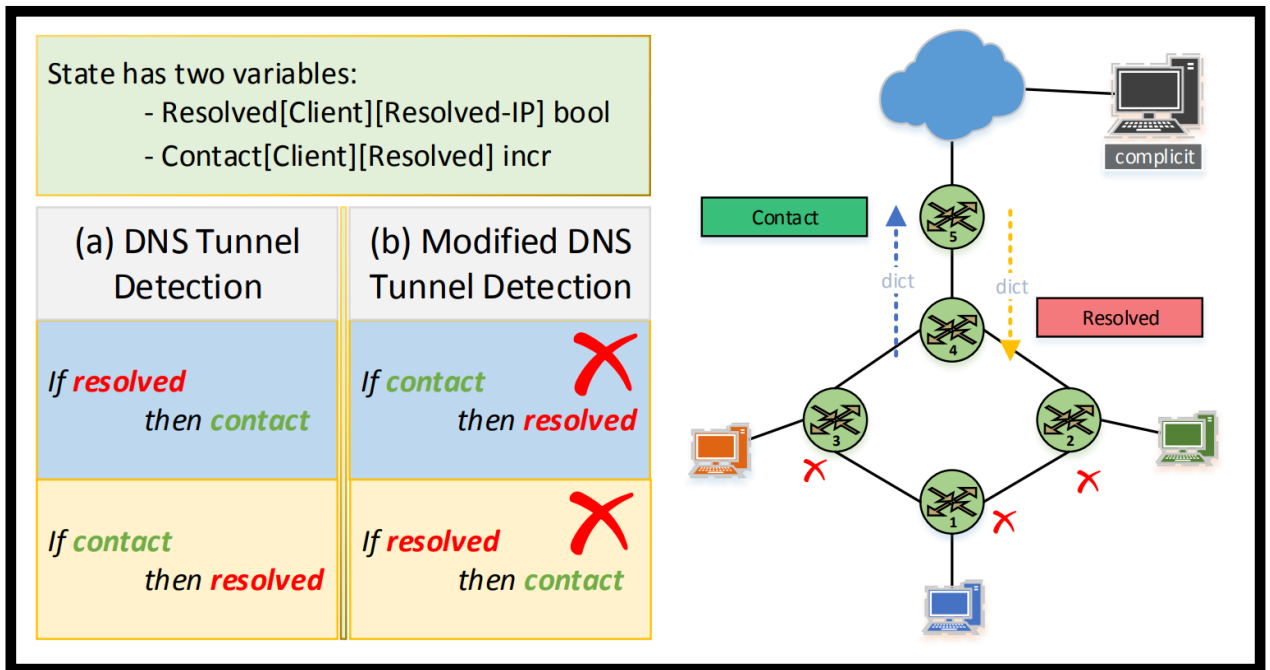 State has two variables:
- Resolved[Client][Resolved-IP] bool
- Contact[Client][Resolved] incr
(a) DNS Tunnel
Detection
(b) Modified DNS
Tunnel Detection
If resolved
then contact
If contact
then resolved
If contact
then resolved
If resolved
then contact
complicit
Contact
5
dict
dict
Resolved
4
3
2
1